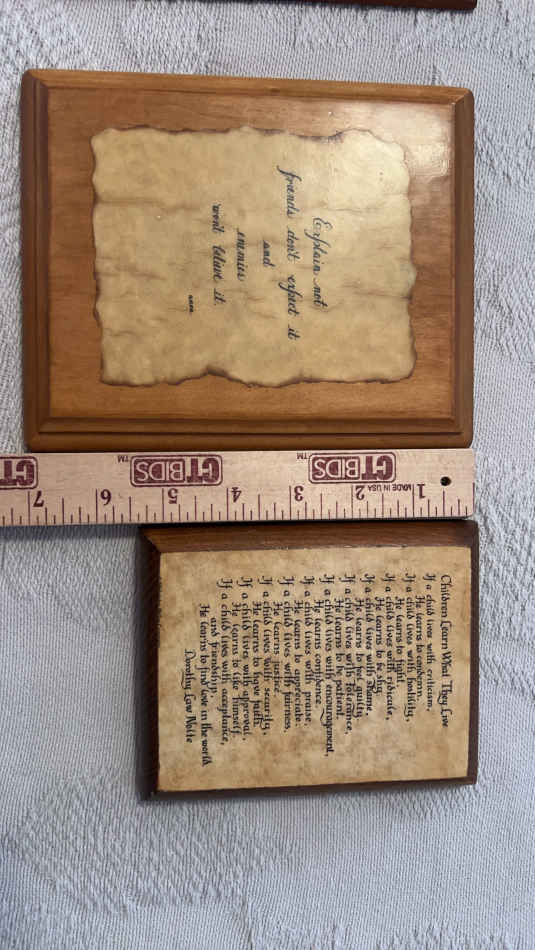 Explain not
friends don't expect it
and
enemies
won't believe it.
anon
1 2 3 4 5 6 7
MADE IN USA
GTBIDS™
GTBIDS™
GT
Children Learn What They Live
If a child lives with criticism,
He learns to condemn.
If a child lives with hostility,
He learns to fight.
If a child lives with ridicule,
He learns to be shy.
If a child lives with shame,
He learns to feel guilty.
If a child lives with tolerance,
He learns to be patient.
If a child lives with encouragement,
He learns confidence.
If a child lives with praise,
He learns to appreciate.
If a child lives with fairness,
He learns justice.
If a child lives with security,
He learns to have faith.
If a child lives with approval,
He learns to like himself.
If a child lives with acceptance,
and friendship,
He learns to find love in the world.
Dorothy Law Nolte